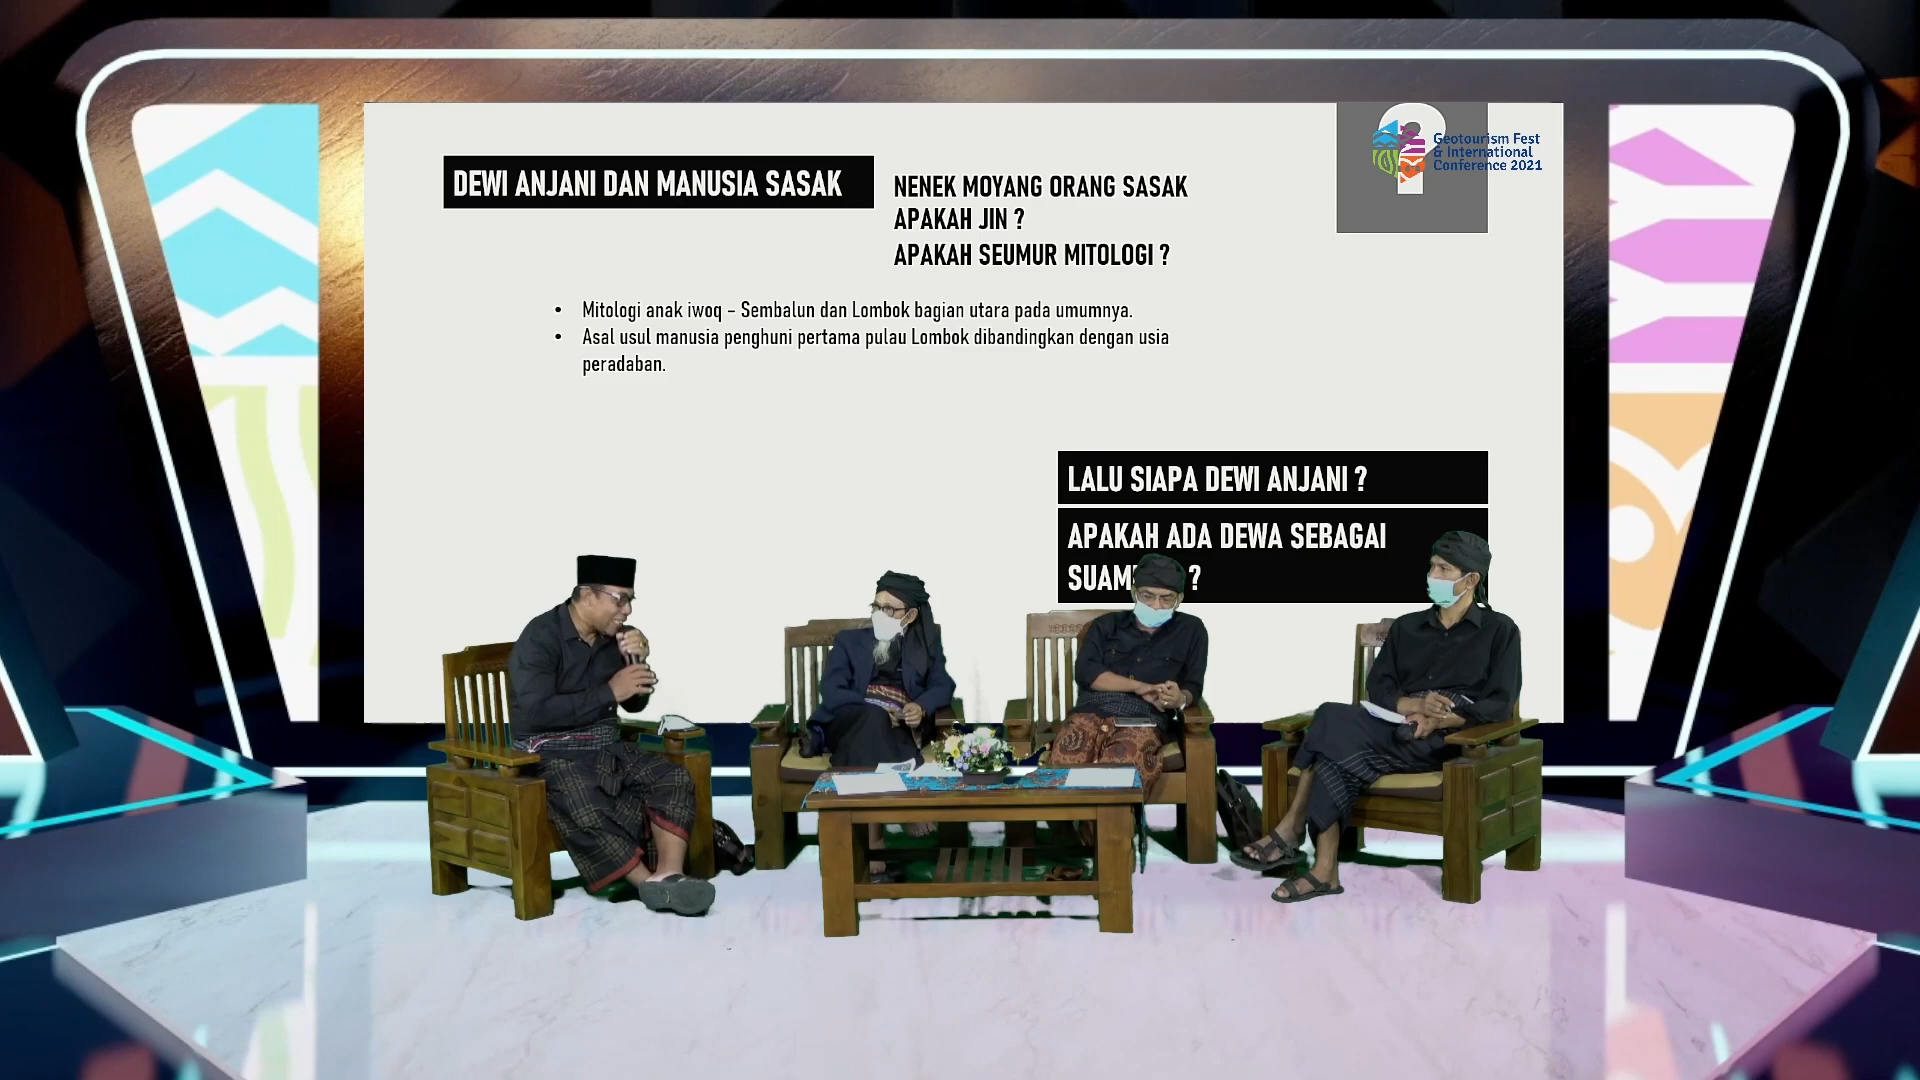 DEWI ANJANI DAN MANUSIA SASAK
NENEK MOYANG ORANG SASAK
APAKAH JIN ?
APAKAH SEUMUR MITOLOGI ?
?
Geotourism Fest
& International
Conference 2021
• Mitologi anak iwoq – Sembalun dan Lombok bagian utara pada umumnya.
• Asal usul manusia penghuni pertama pulau Lombok dibandingkan dengan usia
peradaban.
LALU SIAPA DEWI ANJANI ?
APAKAH ADA DEWA SEBAGAI
?